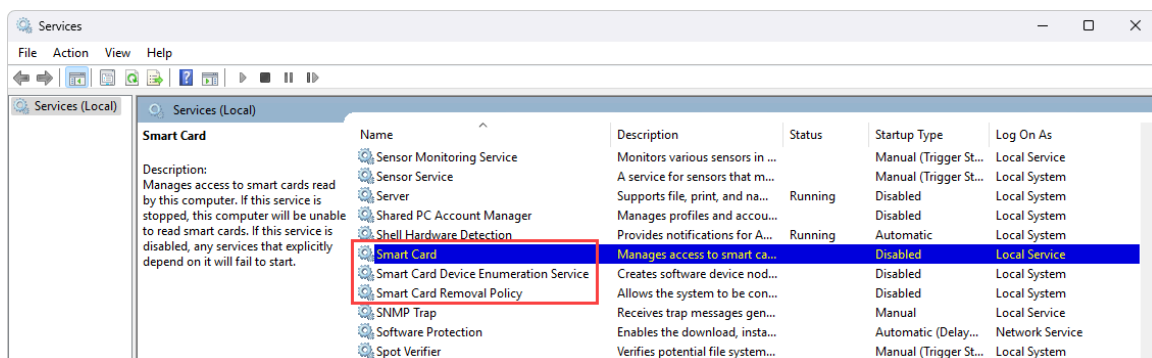 Services
File Action View Help
Services (Local)
Services (Local)
Smart Card
Description:
Manages access to smart cards read
by this computer. If this service is
stopped, this computer will be unable
to read smart cards. If this service is
disabled, any services that explicitly
depend on it will fail to start.
Name Description Status Startup Type Log On As
Sensor Monitoring Service Monitors various sensors in ... Manual (Trigger St... Local Service
Sensor Service A service for sensors that m... Manual (Trigger St... Local System
Server Supports file, print, and na... Running Disabled Local System
Shared PC Account Manager Manages profiles and accou... Disabled Local System
Shell Hardware Detection Provides notifications for A... Running Automatic Local System
Smart Card Manages access to smart ca... Disabled Local Service
Smart Card Device Enumeration Service Creates software device nod... Disabled Local System
Smart Card Removal Policy Allows the system to be con... Disabled Local System
SNMP Trap Receives trap messages gen... Manual Local Service
Software Protection Enables the download, insta... Automatic (Delay... Network Service
Spot Verifier Verifies potential file system... Manual (Trigger St... Local System